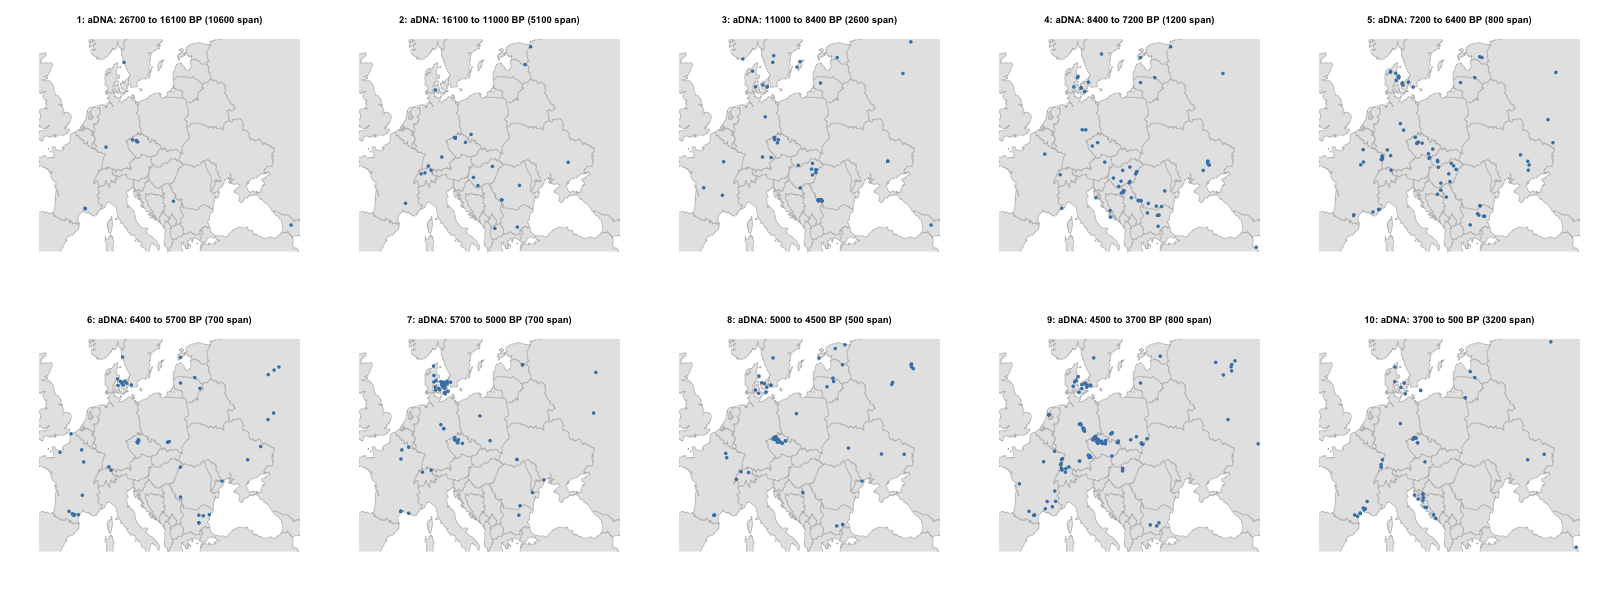 1: aDNA: 26700 to 16100 BP (10600 span)
2: aDNA: 16100 to 11000 BP (5100 span)
3: aDNA: 11000 to 8400 BP (2600 span)
4: aDNA: 8400 to 7200 BP (1200 span)
5: aDNA: 7200 to 6400 BP (800 span)
6: aDNA: 6400 to 5700 BP (700 span)
7: aDNA: 5700 to 5000 BP (700 span)
8: aDNA: 5000 to 4500 BP (500 span)
9: aDNA: 4500 to 3700 BP (800 span)
10: aDNA: 3700 to 500 BP (3200 span)